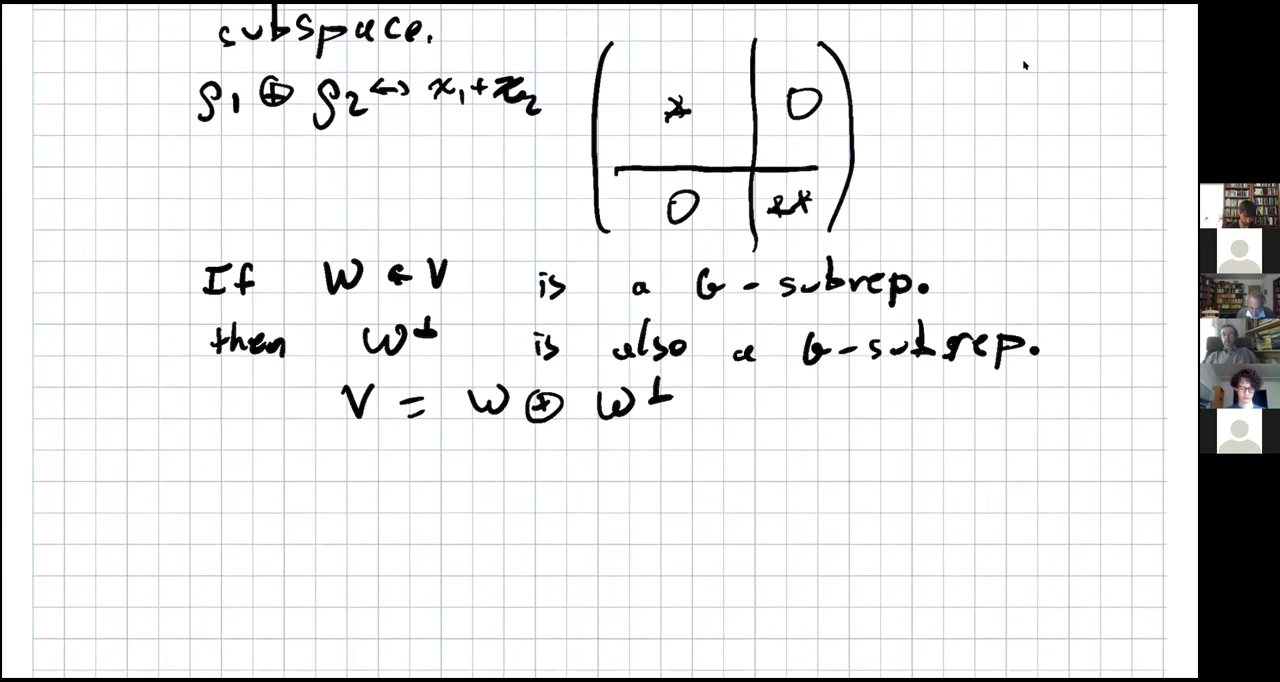 subspace.
ρ1 ⊕ ρ2 ↔ x1 + x2
* 0
0 **
If W ⊂ V is a G-subrep.
then W⊥ is also a G-subrep.
V = W ⊕ W⊥